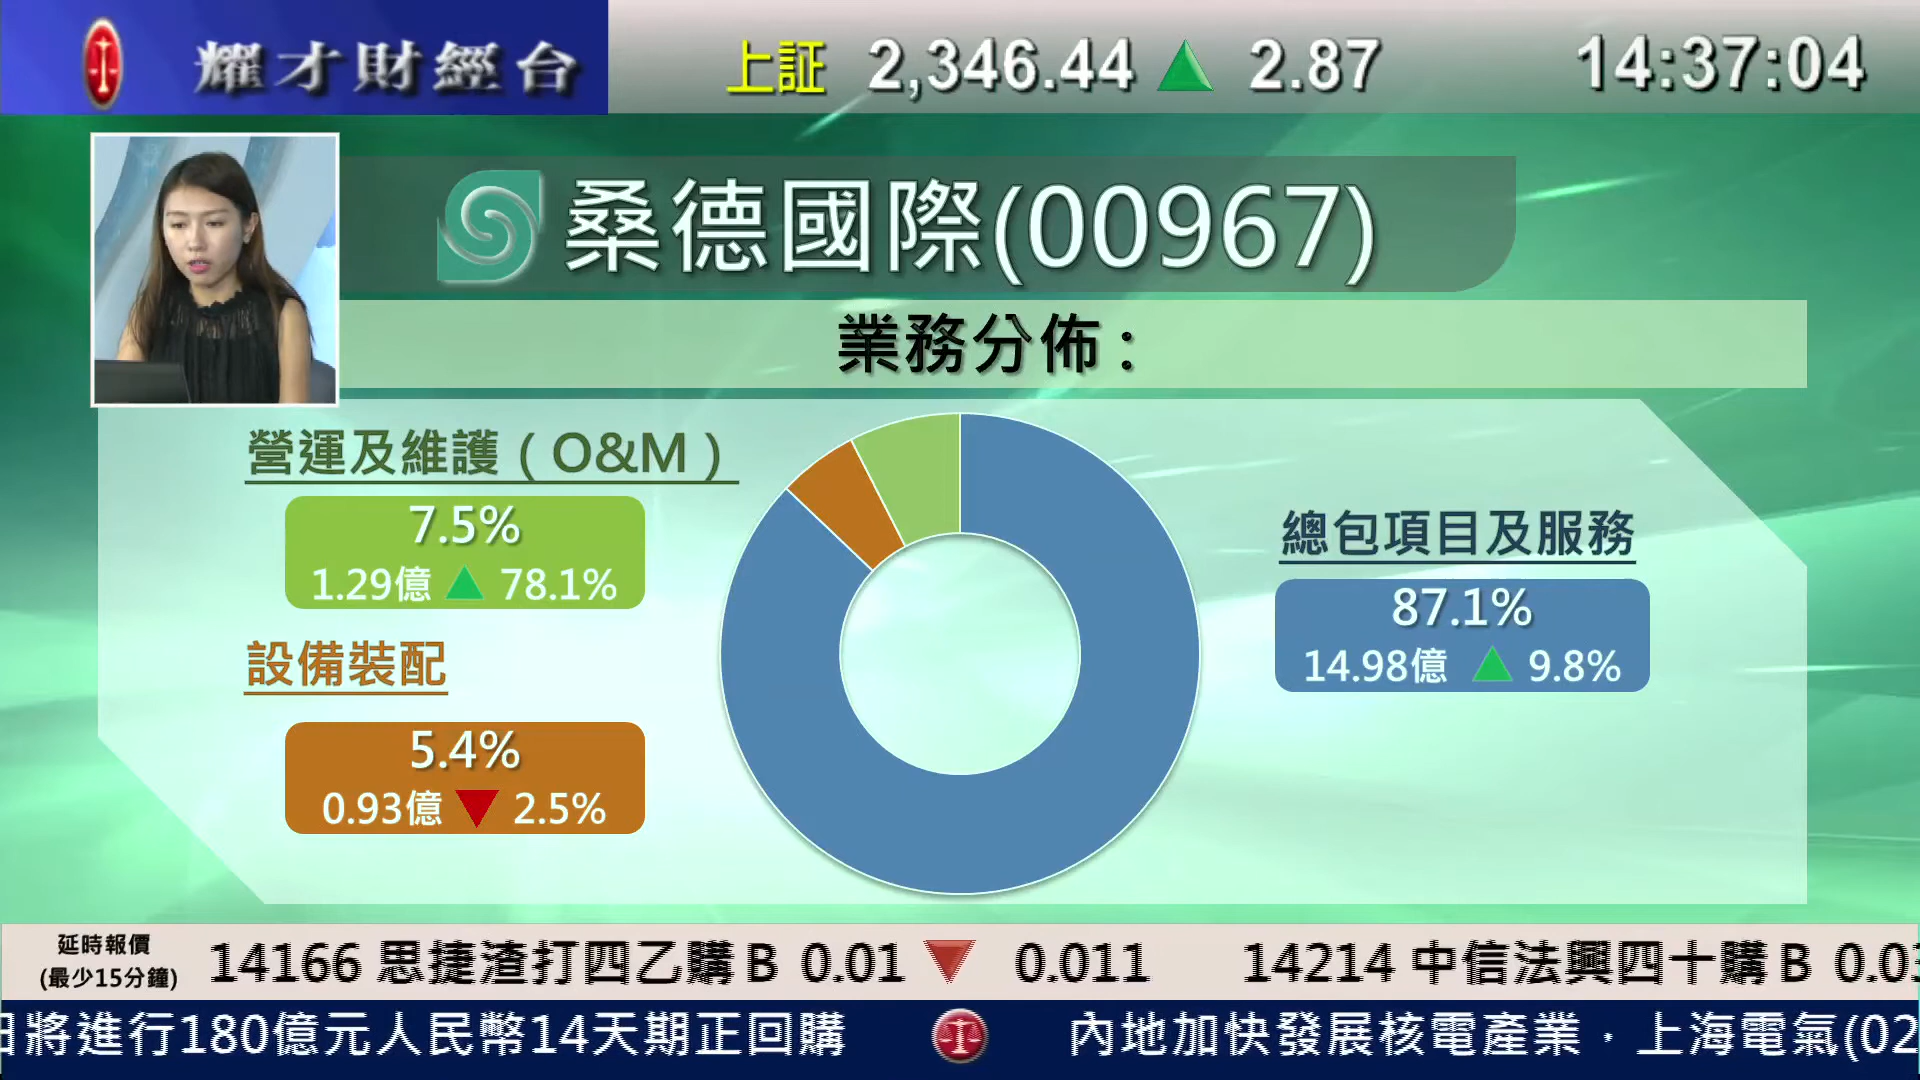 耀才財經台
上証 2,346.44 ▲ 2.87
14:37:04
桑德國際(00967)
業務分佈：
營運及維護（O&M）
7.5%
1.29億 ▲ 78.1%
設備裝配
5.4%
0.93億 ▼ 2.5%
總包項目及服務
87.1%
14.98億 ▲ 9.8%
延時報價
(最少15分鐘)
14166 思捷渣打四乙購B 0.01 ▼ 0.011 14214 中信法興四十購B 0.03
日將進行180億元人民幣14天期正回購 內地加快發展核電產業，上海電氣(02